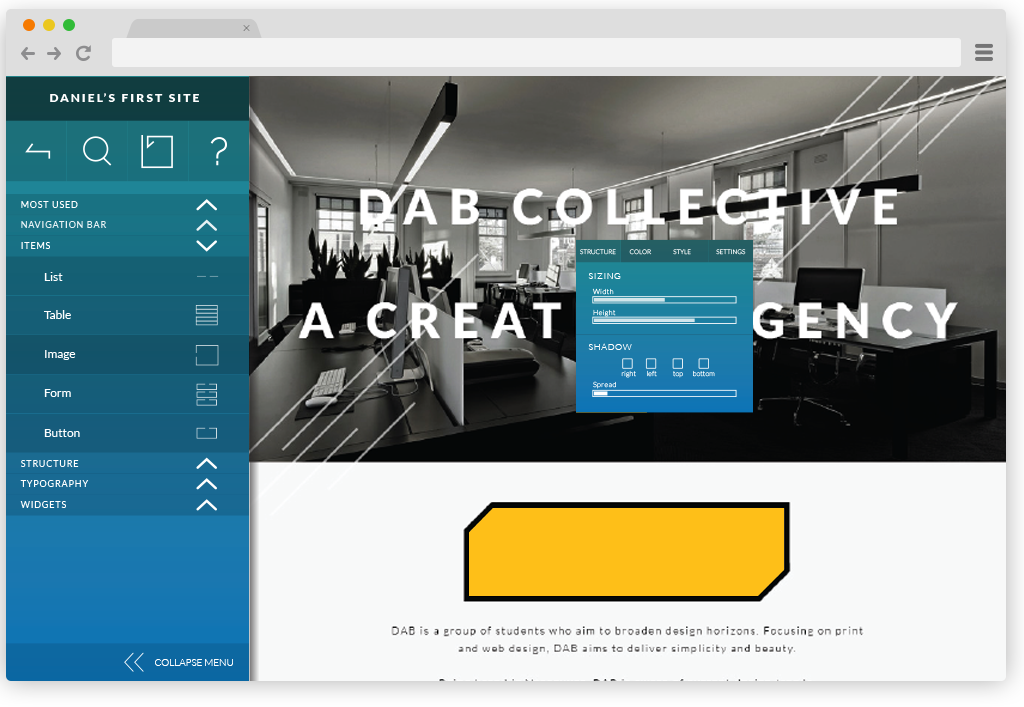 DANIEL'S FIRST SITE
MOST USED
NAVIGATION BAR
ITEMS
List
Table
Image
Form
Button
STRUCTURE
TYPOGRAPHY
WIDGETS
COLLAPSE MENU
DAB COLLECTIVE
A CREAT GENCY
STRUCTURE COLOR STYLE SETTINGS
SIZING
Width
Height
SHADOW
right left top bottom
Spread
DAB is a group of students who aim to broaden design horizons. Focusing on print
and web design, DAB aims to deliver simplicity and beauty.